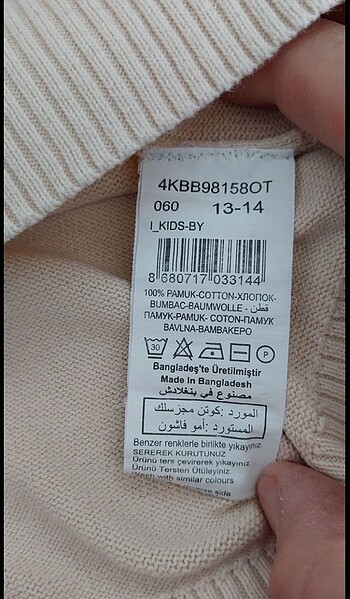 4KBB98158OT
060 13-14
I_KIDS-BY
8 680717 033144
100% PAMUK-COTTON-ХЛОПОК-
BUMBAC-BAUMWOLLE - قطن
ПАМУК-PAMUK- COTON-ПАМУК
BAVLNA-BAMBAKEPO
30 P
Bangladeş'te Üretilmiştir
Made In Bangladesh
مصنوع في بنغلادش
المورد :كوتن مجزسلك
المستورد :أمو فاشون
Benzer renklerle birlikte yıkayınız
SEREREK KURUTUNUZ
Ürünü ters çevirerek yıkayınız
Ürünü Tersten Ütüleyiniz.
Wash with similar colours
reverse side